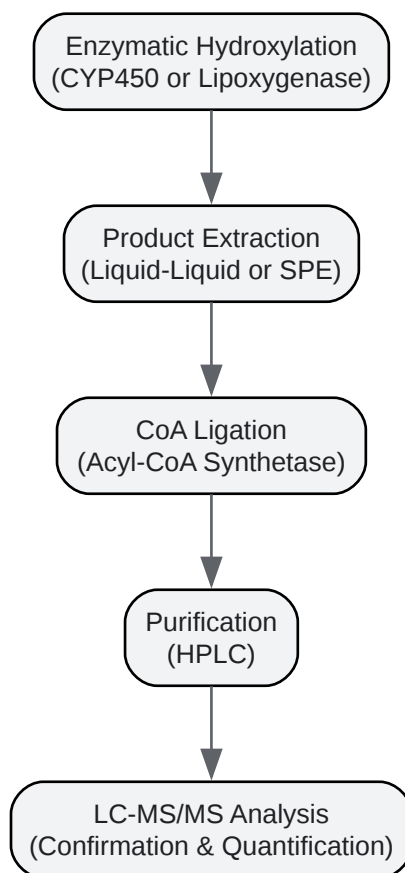 Enzymatic Hydroxylation
(CYP450 or Lipoxygenase)
Product Extraction
(Liquid-Liquid or SPE)
CoA Ligation
(Acyl-CoA Synthetase)
Purification
(HPLC)
LC-MS/MS Analysis
(Confirmation & Quantification)